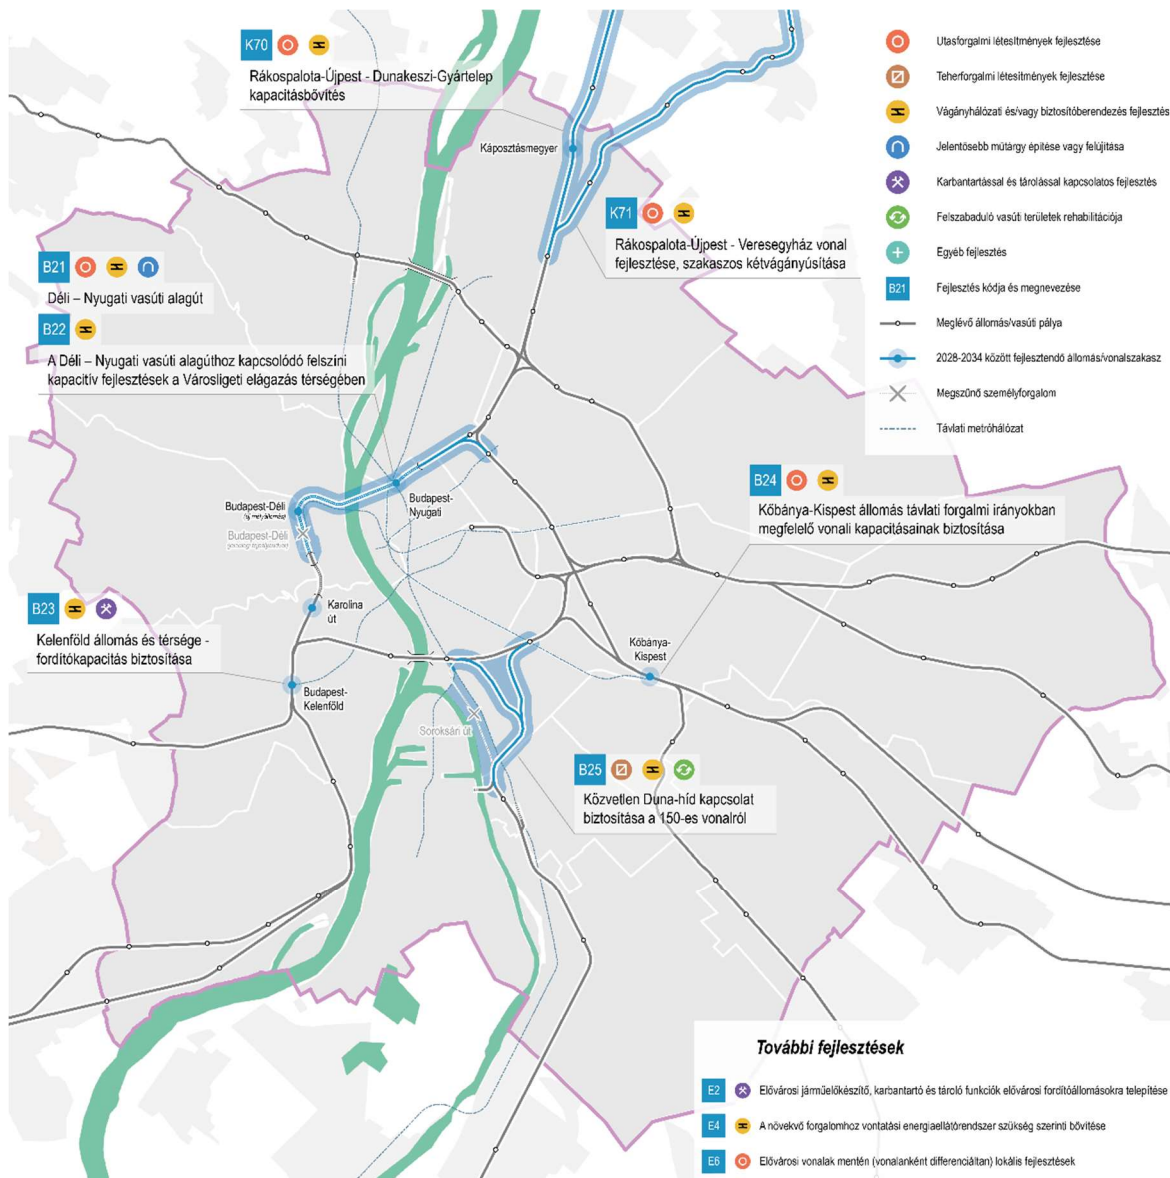 K70
Rákospalota-Újpest - Dunakeszi-Gyártelep
kapacitásbővítés
Káposztásmegyer
K71
Rákospalota-Újpest - Veresegyház vonal
fejlesztése, szakaszos kétvágányúsítása
B21
Déli – Nyugati vasúti alagút
B22
A Déli – Nyugati vasúti alagúthoz kapcsolódó felszíni
kapacitív fejlesztések a Városligeti elágazás térségében
Budapest-Déli
Budapest-
Nyugati
Budapest-Déli
B24
Kőbánya-Kispest állomás távlati forgalmi irányokban
megfelelő vonali kapacitásainak biztosítása
B23
Kelenföld állomás és térsége -
fordítókapacitás biztosítása
Karolina
út
Kőbánya-
Kispest
Budapest-
Kelenföld
Soroksári út
B25
Közvetlen Duna-híd kapcsolat
biztosítása a 150-es vonalról
Utasforgalmi létesítmények fejlesztése
Teherforgalmi létesítmények fejlesztése
Vágányhálózati és/vagy biztosítóberendezés fejlesztés
Jelentősebb műtárgy építése vagy felújítása
Karbantartással és tárolással kapcsolatos fejlesztés
Felszabaduló vasúti területek rehabilitációja
Egyéb fejlesztés
B21 Fejlesztés kódja és megnevezése
Meglévő állomás/vasúti pálya
2028-2034 között fejlesztendő állomás/vonalszakasz
Megszűnő személyforgalom
Távlati metróhálózat
További fejlesztések
E2 Elővárosi járműelőkészítő, karbantartó és tároló funkciók elővárosi fordítóállomásokra telepítése
E4 A növekvő forgalomhoz vontatási energiaellátórendszer szükség szerinti bővítése
E6 Elővárosi vonalak mentén (vonalanként differenciáltan) lokális fejlesztések